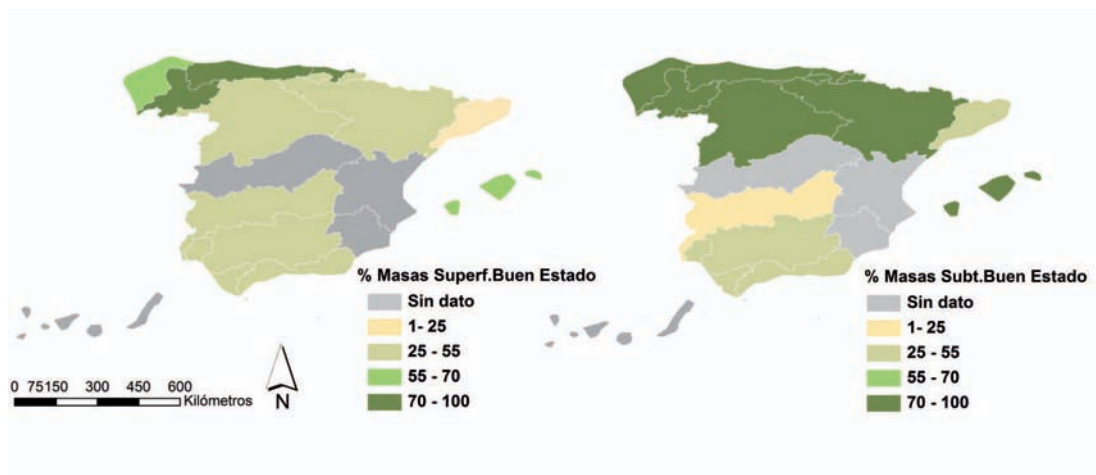 % Masas Superf.Buen Estado
Sin dato
1- 25
25 - 55
55 - 70
70 - 100
0 75150 300 450 600
Kilómetros
N
% Masas Subt.Buen Estado
Sin dato
1- 25
25 - 55
55 - 70
70 - 100